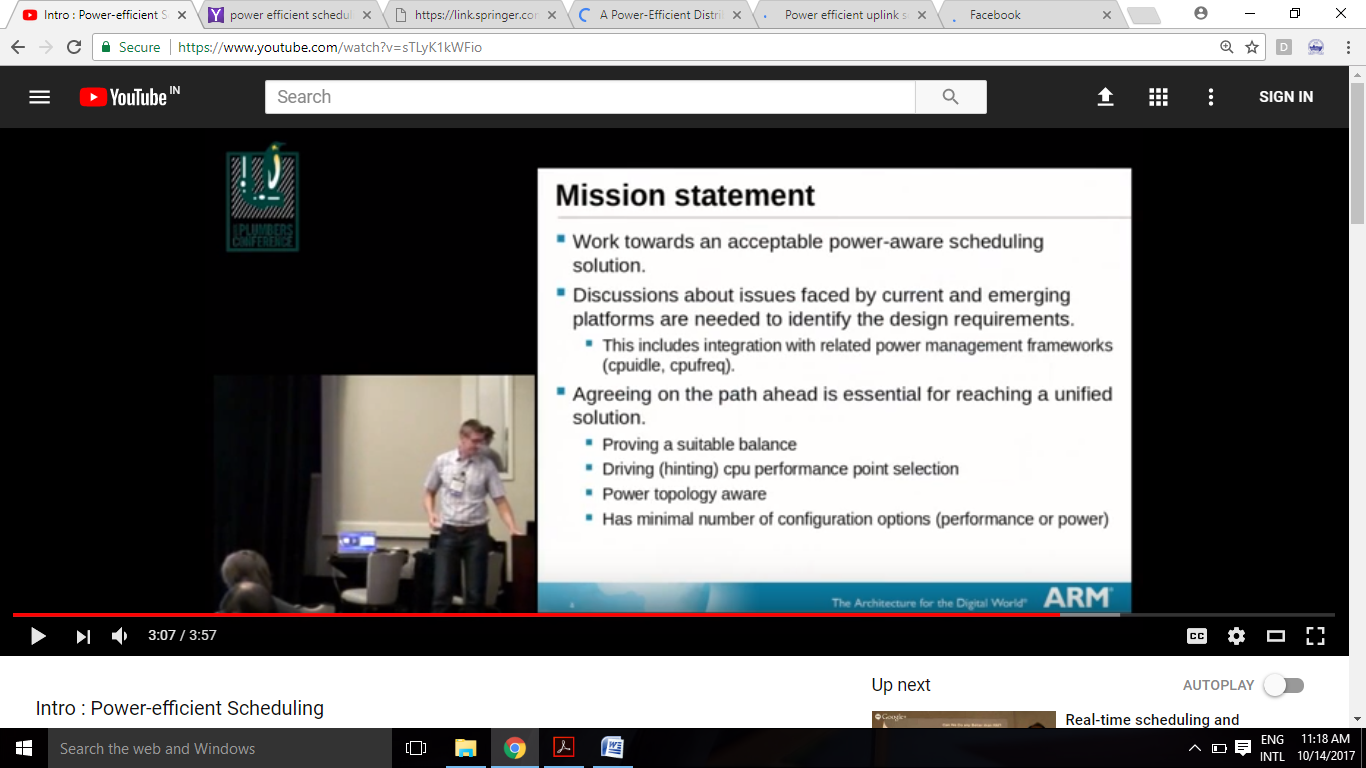 Intro : Power-efficient S
power efficient schedul
https://link.springer.co
A Power-Efficient Distri
Power efficient uplink s
Facebook
Secure
https://www.youtube.com/watch?v=sTLyK1kWFio
D
YouTube IN
Search
SIGN IN
PLUMBERS
CONFERENCE
Mission statement
Work towards an acceptable power-aware scheduling
solution.
Discussions about issues faced by current and emerging
platforms are needed to identify the design requirements.
This includes integration with related power management frameworks
(cpuidle, cpufreq).
Agreeing on the path ahead is essential for reaching a unified
solution.
Proving a suitable balance
Driving (hinting) cpu performance point selection
Power topology aware
Has minimal number of configuration options (performance or power)
The Architecture for the Digital World®
ARM®
3:07 / 3:57
CC
Up next
AUTOPLAY
Intro : Power-efficient Scheduling
Google+
Real-time scheduling and
Search the web and Windows
ENG
INTL
11:18 AM
10/14/2017